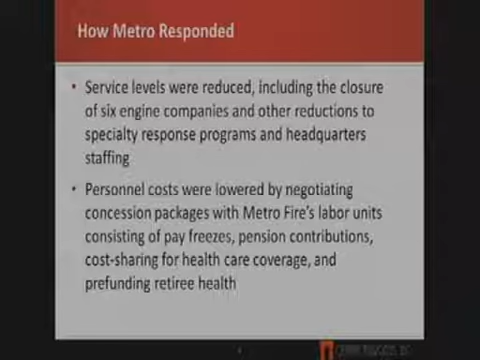 How Metro Responded
• Service levels were reduced, including the closure
of six engine companies and other reductions to
specialty response programs and headquarters
staffing
• Personnel costs were lowered by negotiating
concession packages with Metro Fire's labor units
consisting of pay freezes, pension contributions,
cost-sharing for health care coverage, and
prefunding retiree health